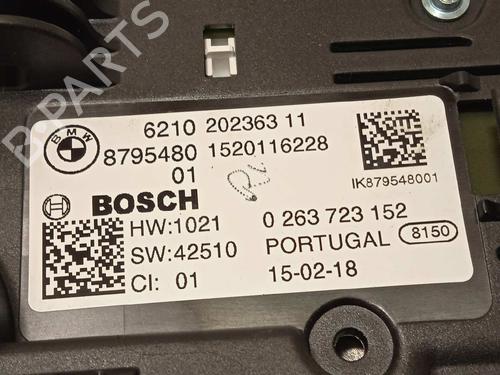 B-PARTS
BMW
6210 202363 11
8795480 1520116228
01
IK879548001
BOSCH
HW:1021 0 263 723 152
SW:42510 PORTUGAL 8150
CI: 01 15-02-18